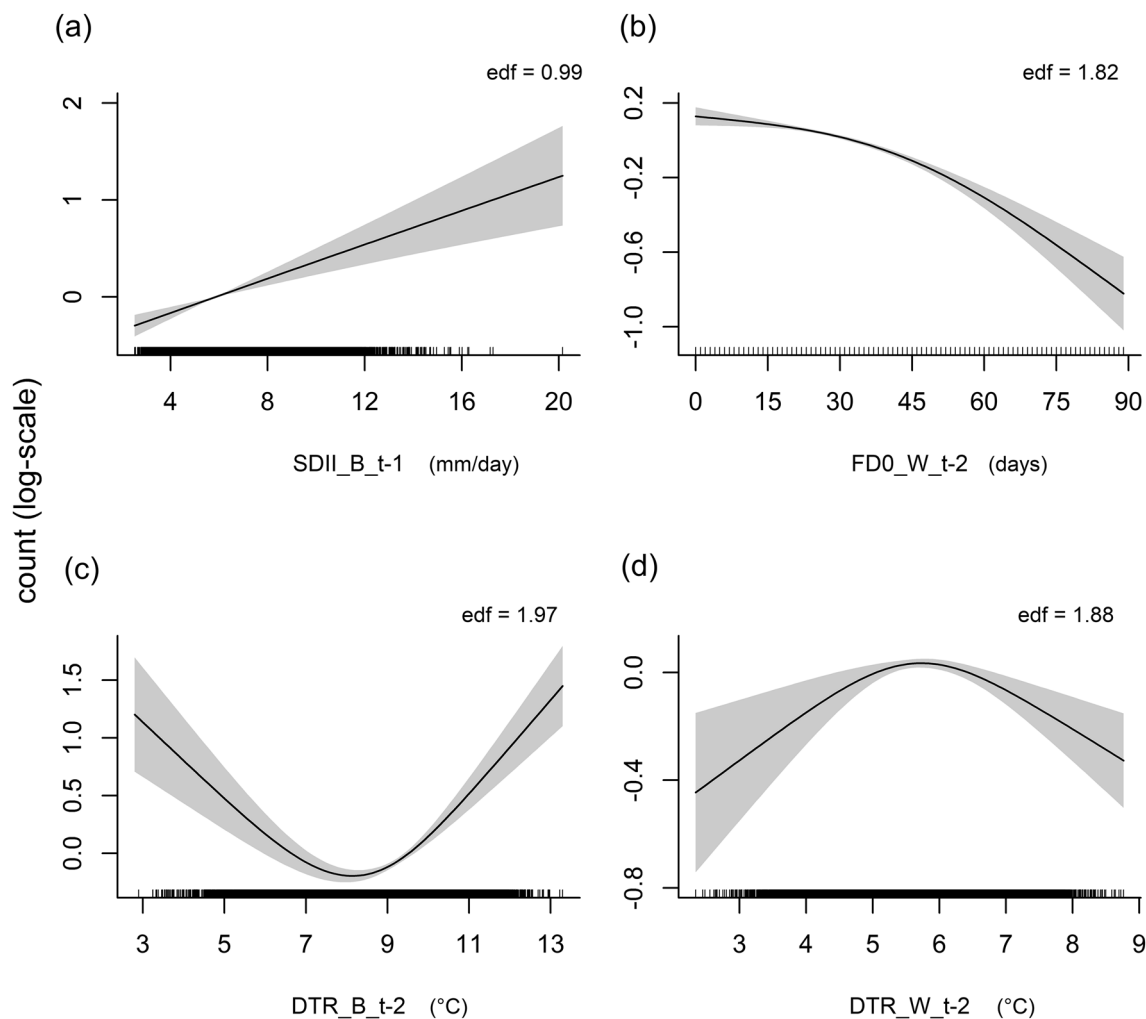 (a)
edf = 0.99
2
1
0
4 8 12 16 20
SDII_B_t-1 (mm/day)
(b)
edf = 1.82
0.2
-0.2
-0.6
-1.0
0 15 30 45 60 75 90
FD0_W_t-2 (days)
count (log-scale)
(c)
edf = 1.97
1.5
1.0
0.5
0.0
3 5 7 9 11 13
DTR_B_t-2 (°C)
(d)
edf = 1.88
0.0
-0.4
-0.8
3 4 5 6 7 8 9
DTR_W_t-2 (°C)